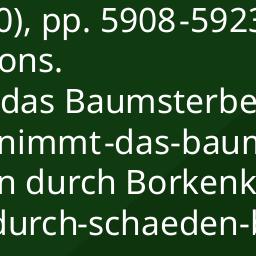 0), pp. 5908-5923
ons.
das Baumsterbe
nimmt-das-baum
n durch Borkenk
durch-schaeden-b